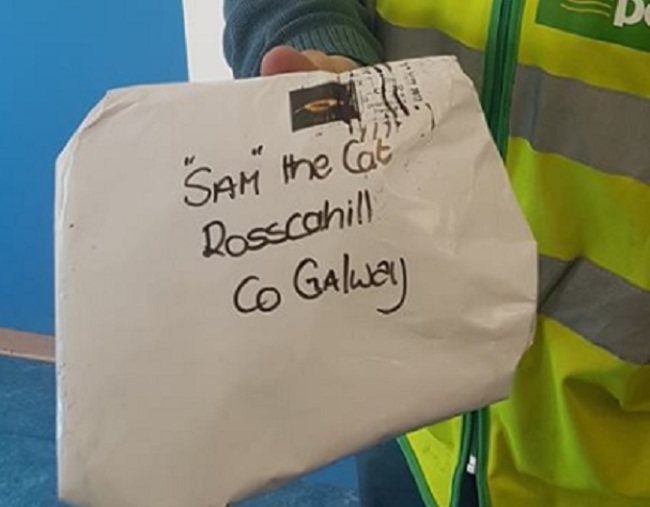 "SAM" the Cat
Rosscahill
Co GAlway